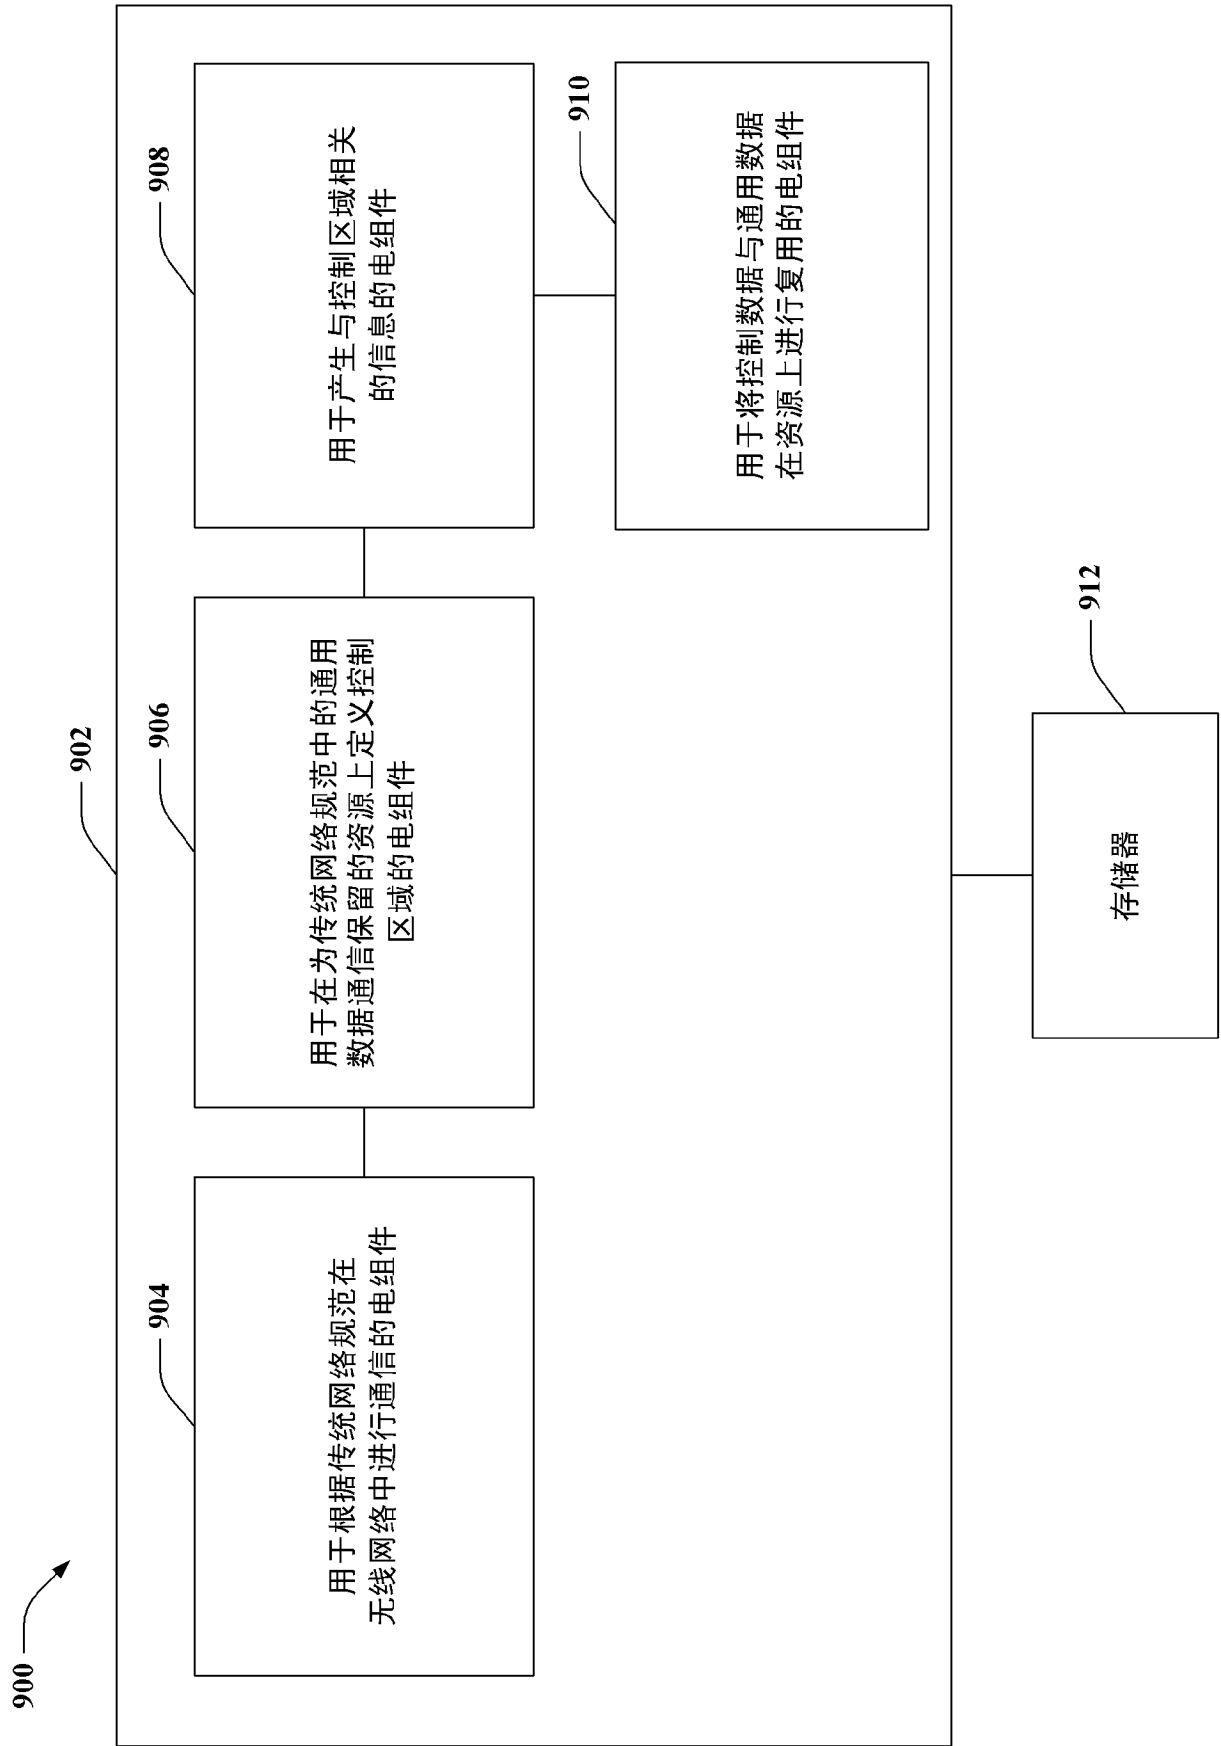 900
902
904
用于根据传统网络规范在
无线网络中进行通信的电组件
906
用于在为传统网络规范中的通用
数据通信保留的资源上定义控制
区域的电组件
908
用于产生与控制区域相关
的信息的电组件
910
用于将控制数据与通用数据
在资源上进行复用的电组件
912
存储器